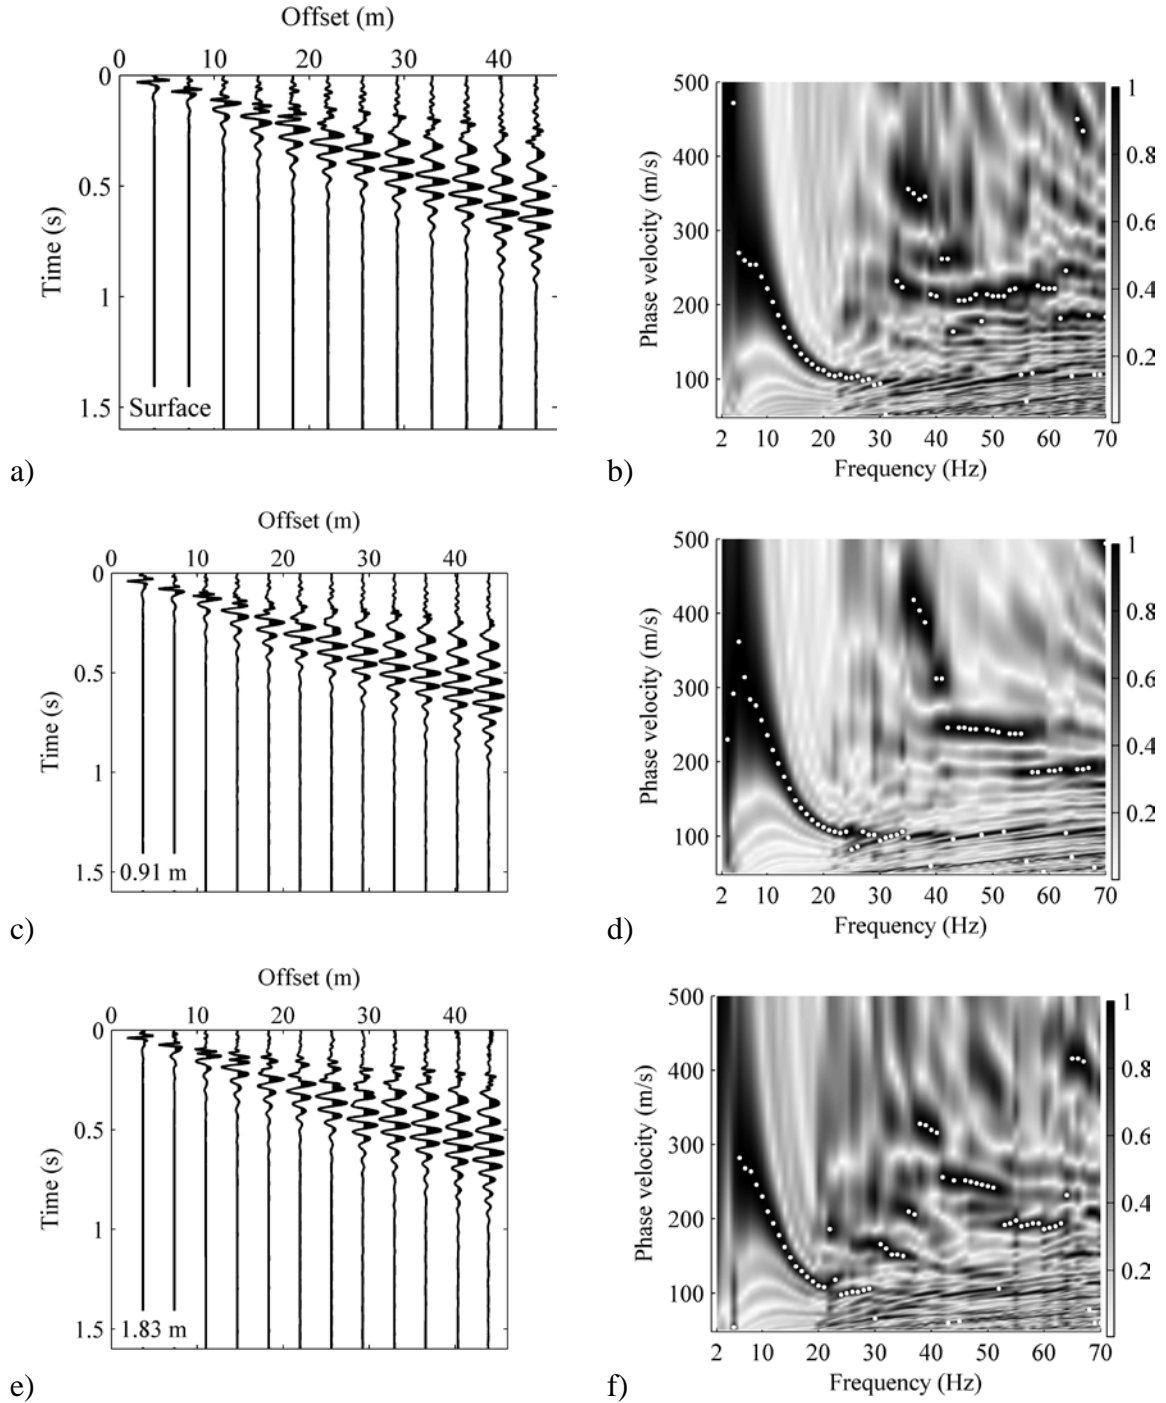 Offset (m)
0 10 20 30 40
0
0.5
1
1.5
Time (s)
Surface
a)
500
400
300
200
100
Phase velocity (m/s)
2 10 20 30 40 50 60 70
Frequency (Hz)
1
0.8
0.6
0.4
0.2
b)
Offset (m)
0 10 20 30 40
0
0.5
1
1.5
Time (s)
0.91 m
c)
500
400
300
200
100
Phase velocity (m/s)
2 10 20 30 40 50 60 70
Frequency (Hz)
1
0.8
0.6
0.4
0.2
d)
Offset (m)
0 10 20 30 40
0
0.5
1
1.5
Time (s)
1.83 m
e)
500
400
300
200
100
Phase velocity (m/s)
2 10 20 30 40 50 60 70
Frequency (Hz)
1
0.8
0.6
0.4
0.2
f)